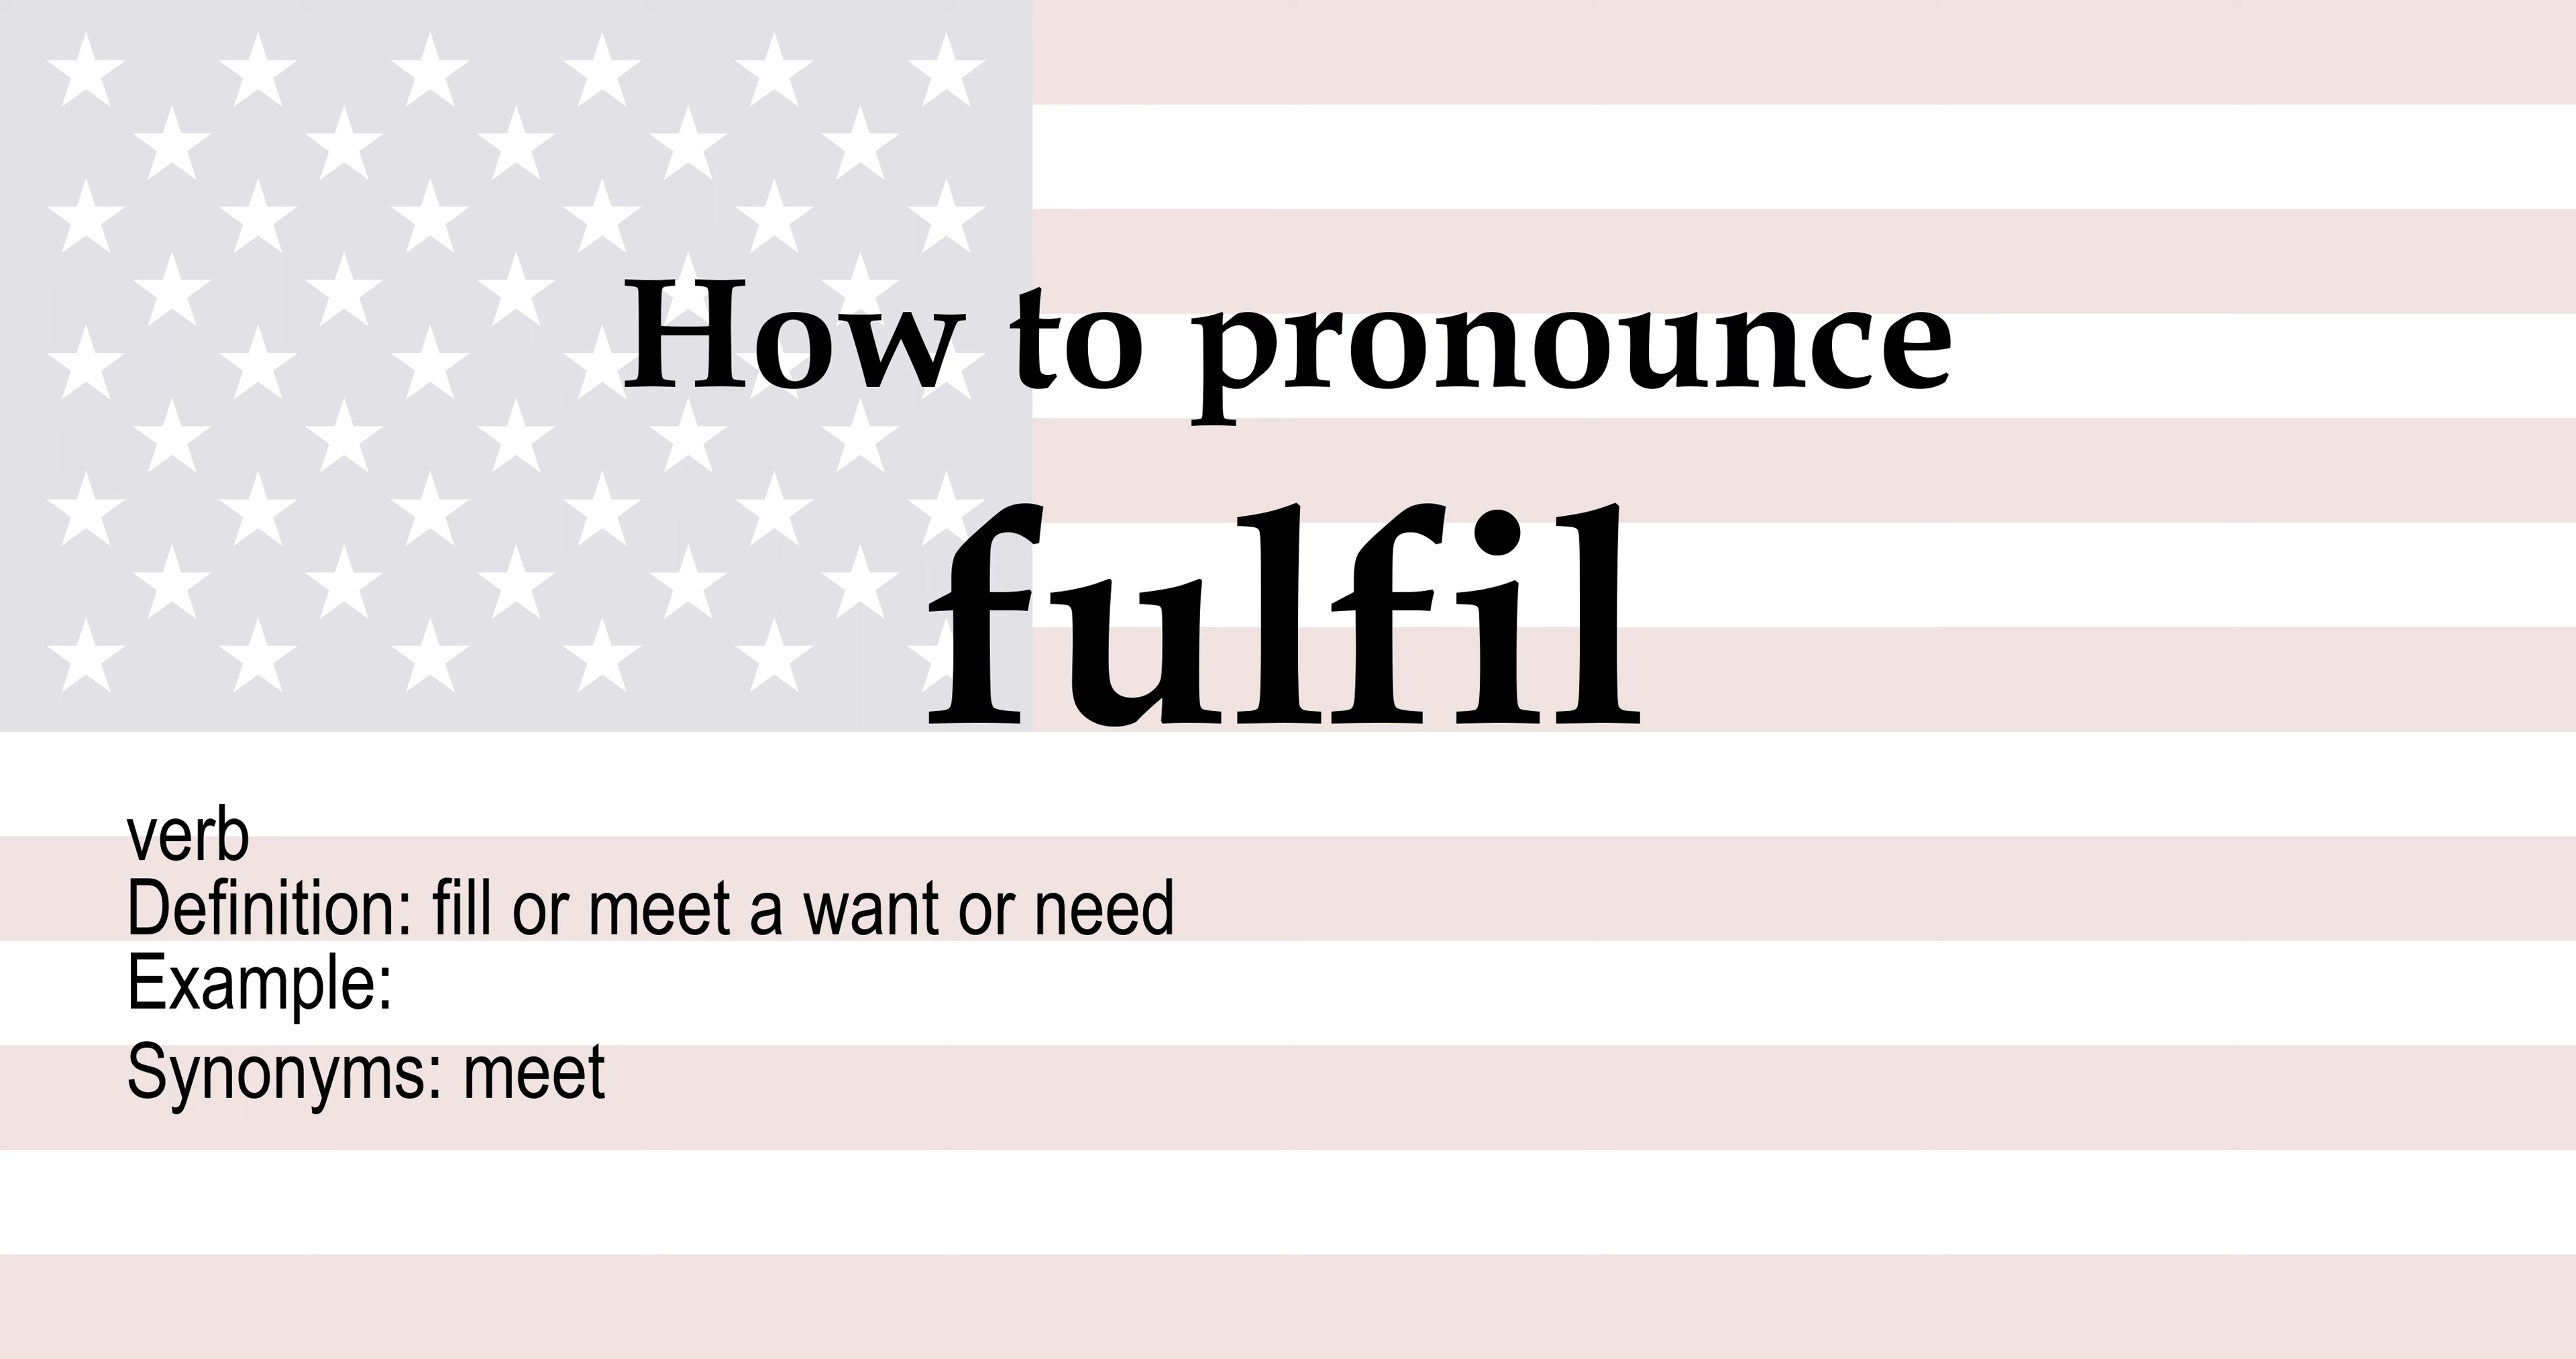 How to pronounce
fulfil
verb
Definition: fill or meet a want or need
Example:
Synonyms: meet